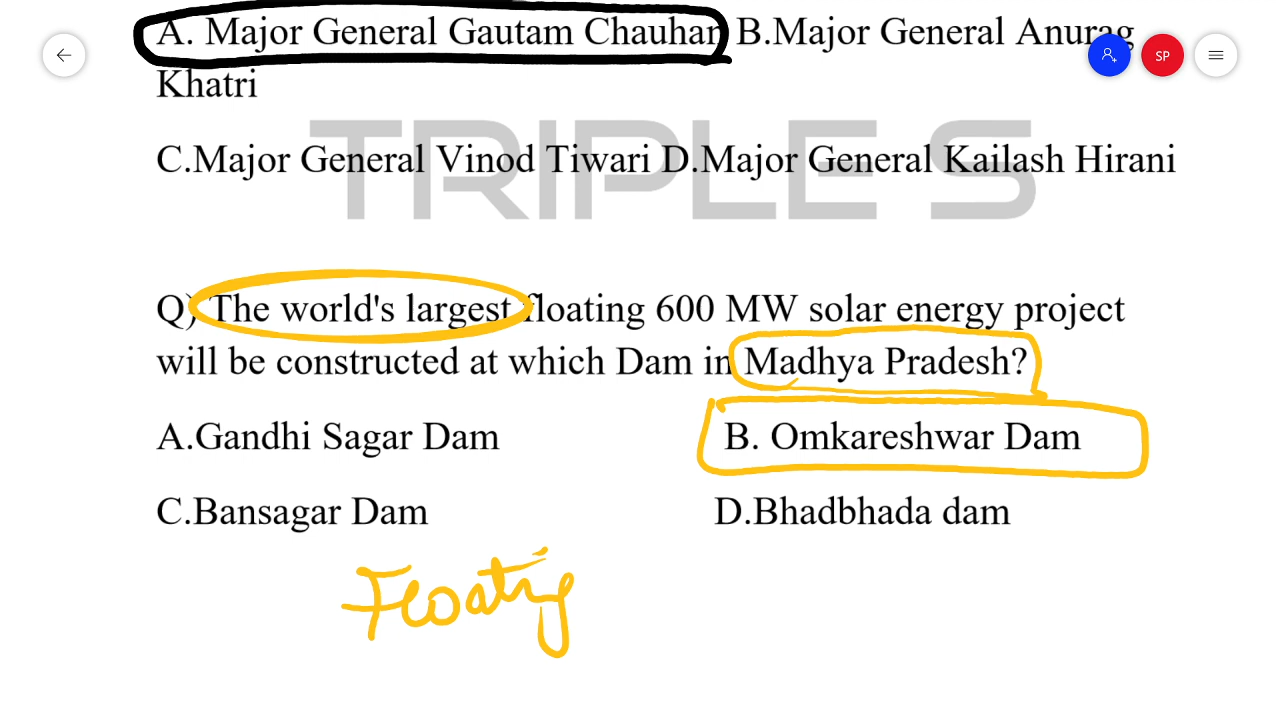 A. Major General Gautam Chauhan B.Major General Anurag
SP
Khatri
TRIPLE S
C.Major General Vinod Tiwari D.Major General Kailash Hirani
Q) The world's largest floating 600 MW solar energy project
will be constructed at which Dam in Madhya Pradesh?
A.Gandhi Sagar Dam B. Omkareshwar Dam
C.Bansagar Dam D.Bhadbhada dam